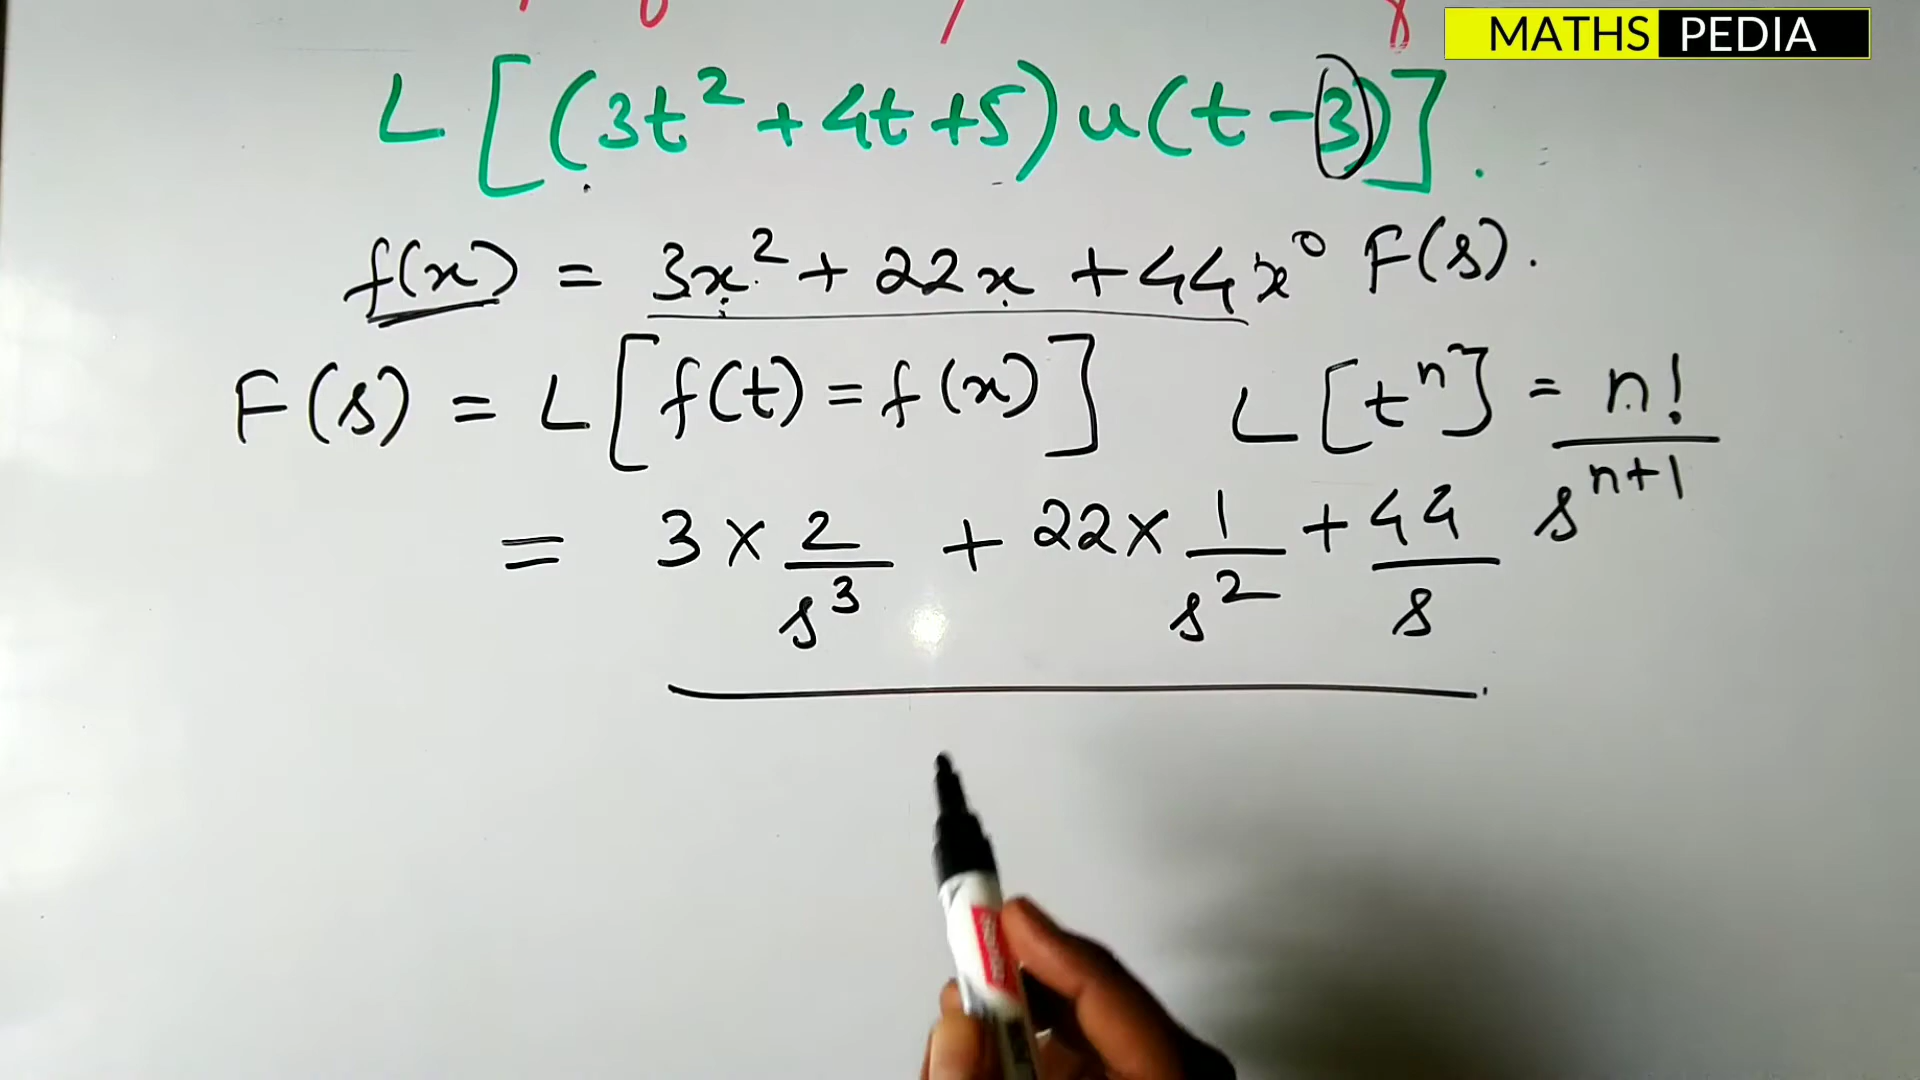 MATHS PEDIA
L[(3t²+4t+5)u(t-3)].
f(x) = 3x²+22x+44x⁰ F(s).
F(s) = L[f(t)=f(x)] L[tⁿ] = n!/sⁿ⁺¹
= 3×2/s³ + 22×1/s² + 44/s